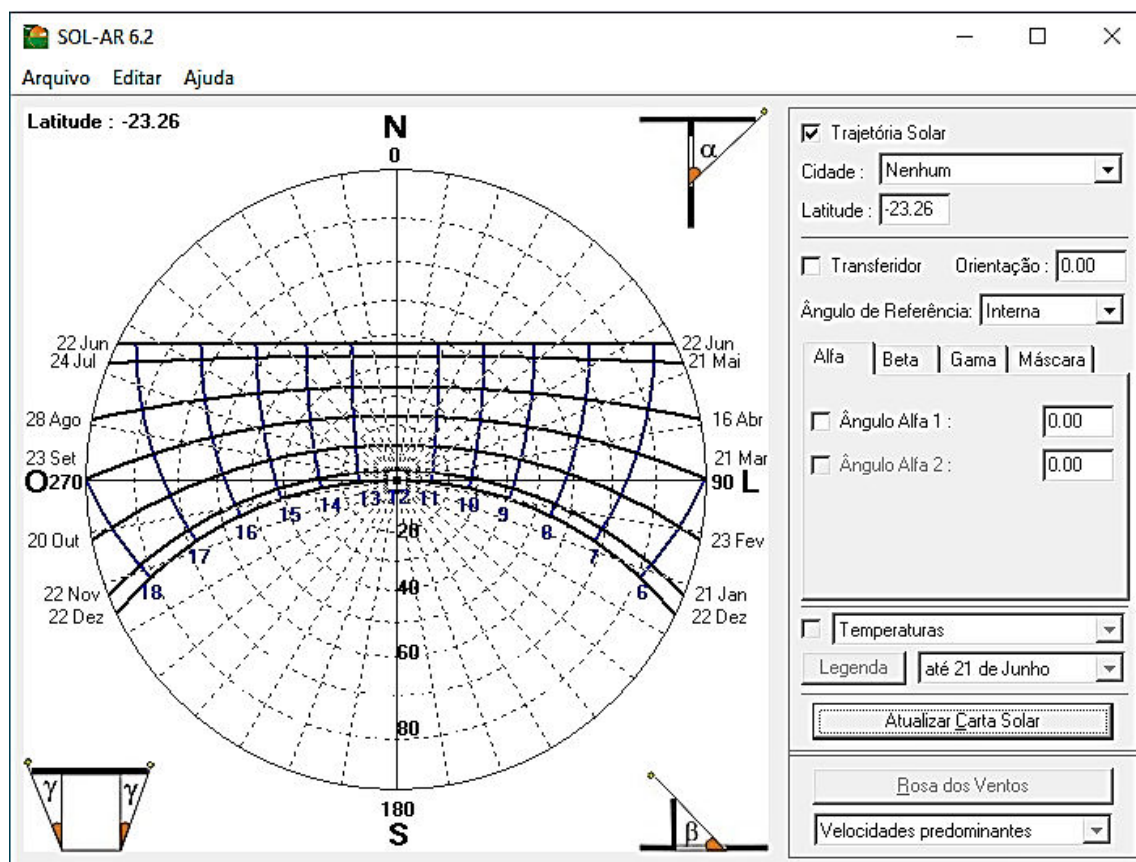 SOL-AR 6.2
Arquivo Editar Ajuda
Latitude : -23.26
N
0
α
22 Jun
22 Jun
24 Jul
21 Mai
28 Ago
16 Abr
23 Set
21 Mar
O 270
90 L
13 12 11
14 10
15 9
16 8
17 7
18 6
20
40
60
80
20 Out
23 Fev
22 Nov
21 Jan
22 Dez
22 Dez
180
S
γ γ
β
Trajetória Solar
Cidade : Nenhum
Latitude : -23.26
Transferidor Orientação : 0.00
Ângulo de Referência: Interna
Alfa Beta Gama Máscara
Ângulo Alfa 1 : 0.00
Ângulo Alfa 2 : 0.00
Temperaturas
Legenda até 21 de Junho
Atualizar Carta Solar
Rosa dos Ventos
Velocidades predominantes